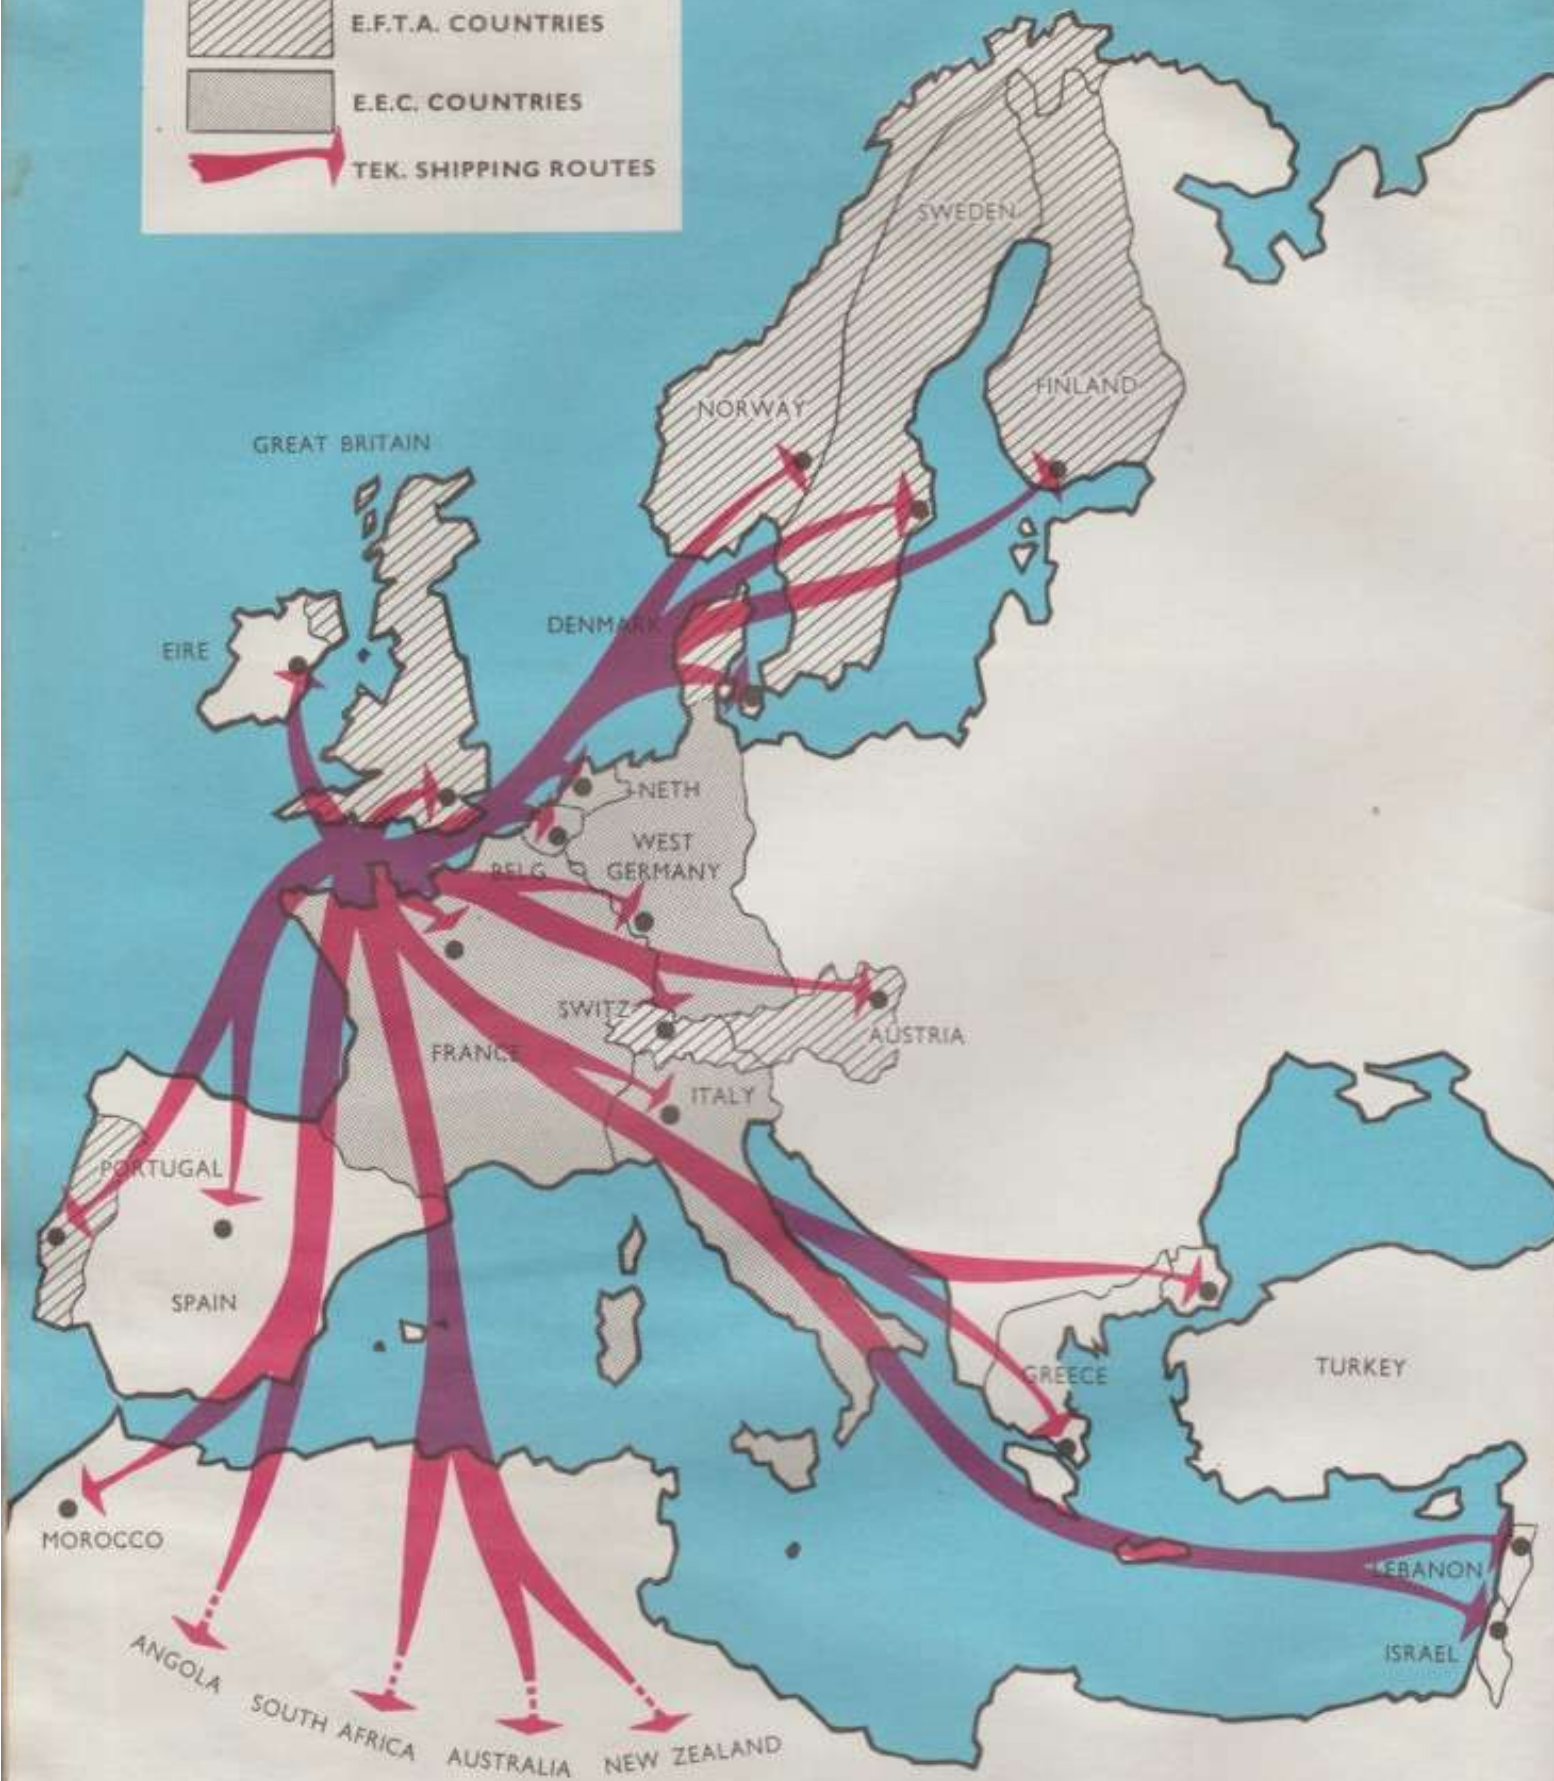 E.F.T.A. COUNTRIES
E.E.C. COUNTRIES
TEK. SHIPPING ROUTES
SWEDEN
FINLAND
NORWAY
GREAT BRITAIN
DENMARK
EIRE
NETH
WEST
GERMANY
BELG
SWITZ
AUSTRIA
FRANCE
ITALY
PORTUGAL
SPAIN
TURKEY
GREECE
MOROCCO
LEBANON
ISRAEL
ANGOLA
SOUTH AFRICA
AUSTRALIA
NEW ZEALAND